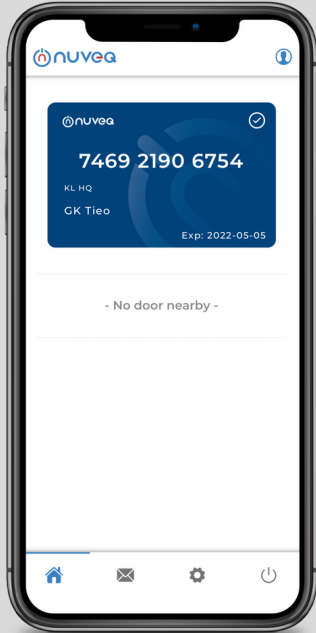 nuveq
nuveq
7469 2190 6754
KL HQ
GK Tieo
Exp: 2022-05-05
- No door nearby -